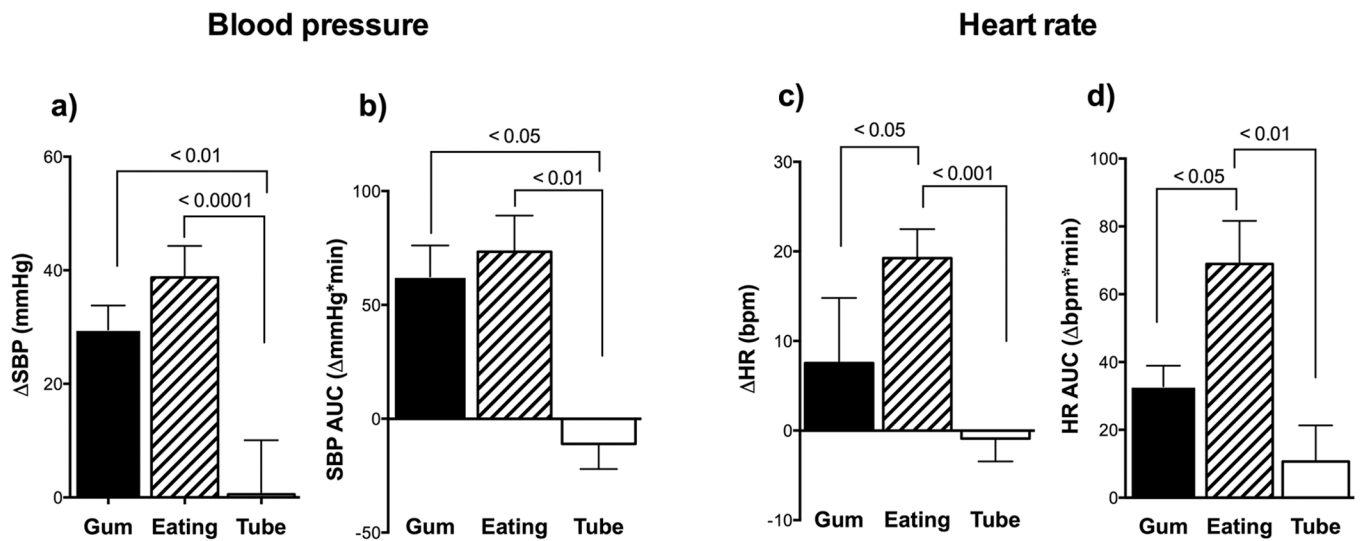 Blood pressure
Heart rate
a)
< 0.01
< 0.0001
60
40
20
0
ΔSBP (mmHg)
Gum Eating Tube
b)
< 0.05
< 0.01
100
50
0
-50
SBP AUC (ΔmmHg*min)
Gum Eating Tube
c)
< 0.05
< 0.001
30
20
10
0
-10
ΔHR (bpm)
Gum Eating Tube
d)
< 0.01
< 0.05
100
80
60
40
20
0
HR AUC (Δbpm*min)
Gum Eating Tube